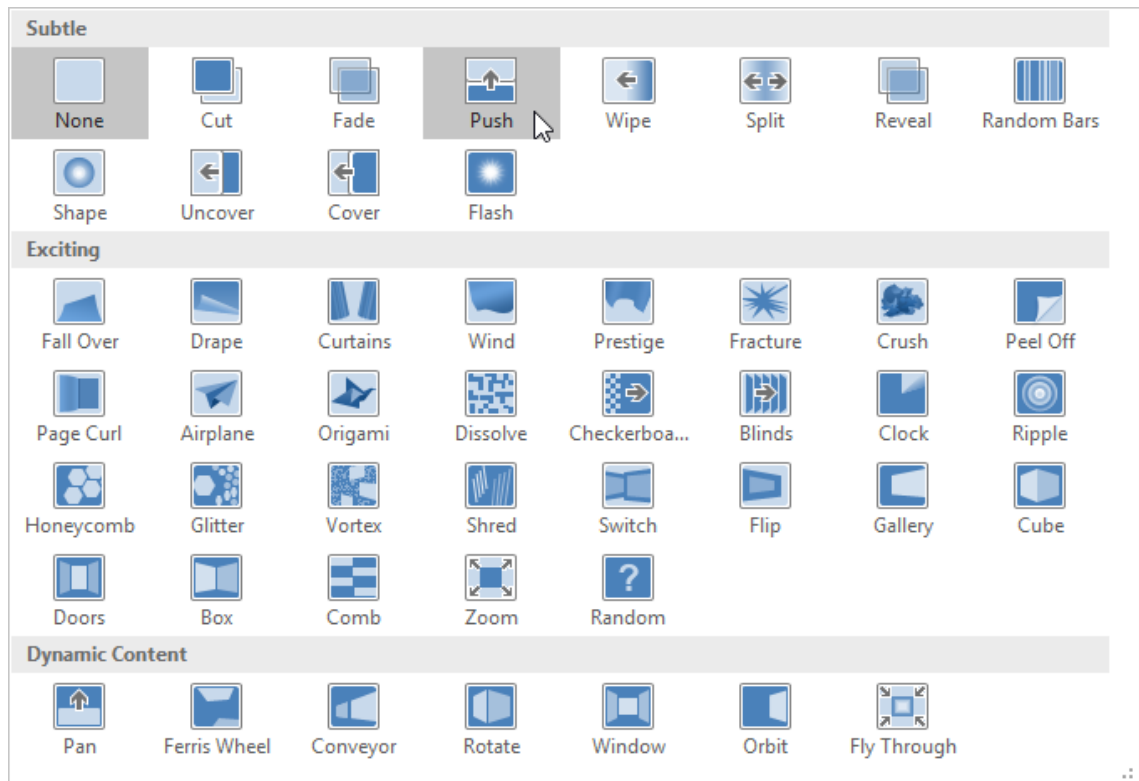 Subtle
None Cut Fade Push Wipe Split Reveal Random Bars
Shape Uncover Cover Flash
Exciting
Fall Over Drape Curtains Wind Prestige Fracture Crush Peel Off
Page Curl Airplane Origami Dissolve Checkerboa... Blinds Clock Ripple
Honeycomb Glitter Vortex Shred Switch Flip Gallery Cube
Doors Box Comb Zoom ? Random
Dynamic Content
Pan Ferris Wheel Conveyor Rotate Window Orbit Fly Through